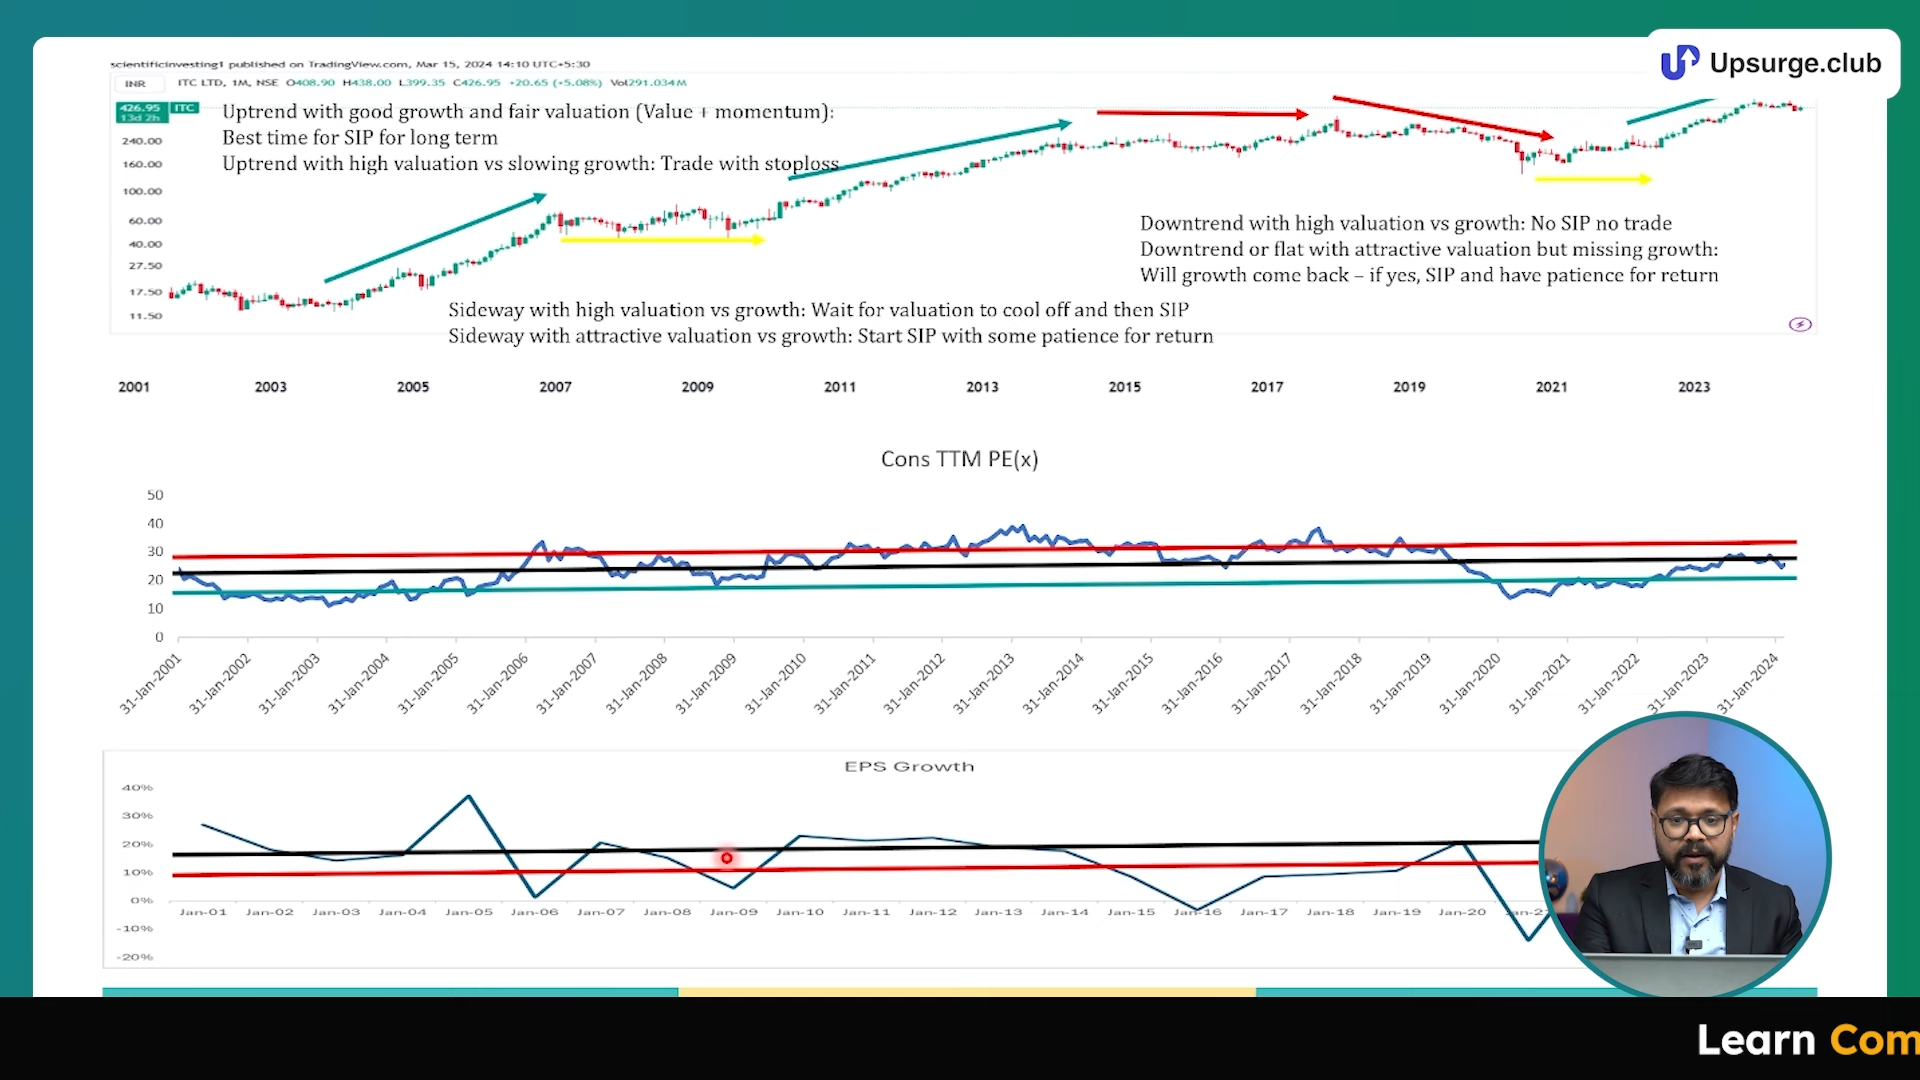 Upsurge.club
scientificinvesting1 published on TradingView.com, Mar 15, 2024 14:10 UTC+5:30
INR
ITC LTD, 1M, NSE O408.90 H438.00 L399.35 C426.95 +20.65 (+5.08%) Vol291.034M
426.95 ITC
13d 2h
240.00
160.00
100.00
60.00
40.00
27.50
17.50
11.50
Uptrend with good growth and fair valuation (Value + momentum):
Best time for SIP for long term
Uptrend with high valuation vs slowing growth: Trade with stoploss
Downtrend with high valuation vs growth: No SIP no trade
Downtrend or flat with attractive valuation but missing growth:
Will growth come back – if yes, SIP and have patience for return
Sideway with high valuation vs growth: Wait for valuation to cool off and then SIP
Sideway with attractive valuation vs growth: Start SIP with some patience for return
2001 2003 2005 2007 2009 2011 2013 2015 2017 2019 2021 2023
Cons TTM PE(x)
50
40
30
20
10
0
31-Jan-2001 31-Jan-2002 31-Jan-2003 31-Jan-2004 31-Jan-2005 31-Jan-2006 31-Jan-2007 31-Jan-2008 31-Jan-2009 31-Jan-2010 31-Jan-2011 31-Jan-2012 31-Jan-2013 31-Jan-2014 31-Jan-2015 31-Jan-2016 31-Jan-2017 31-Jan-2018 31-Jan-2019 31-Jan-2020 31-Jan-2021 31-Jan-2022 31-Jan-2023 31-Jan-2024
EPS Growth
40%
30%
20%
10%
0%
-10%
-20%
Jan-01 Jan-02 Jan-03 Jan-04 Jan-05 Jan-06 Jan-07 Jan-08 Jan-09 Jan-10 Jan-11 Jan-12 Jan-13 Jan-14 Jan-15 Jan-16 Jan-17 Jan-18 Jan-19 Jan-20
Learn Com